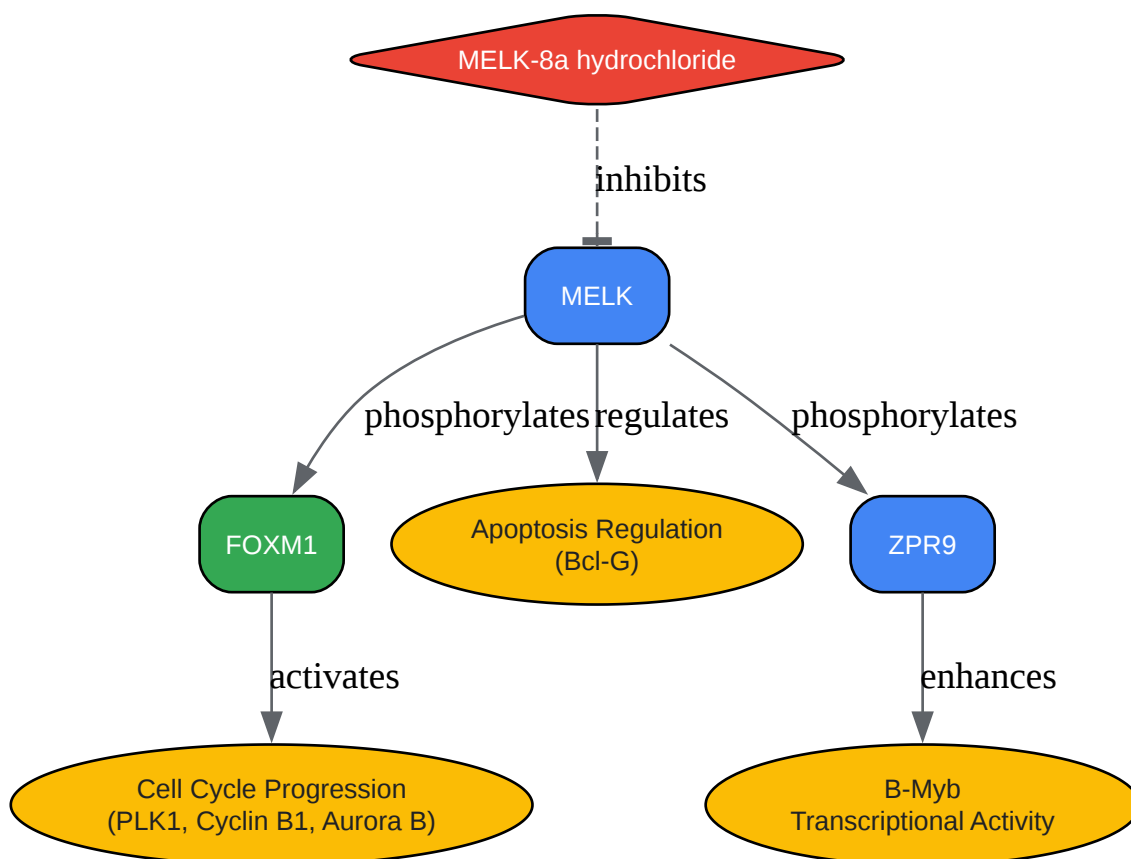 MELK-8a hydrochloride
inhibits
MELK
phosphorylates
regulates
phosphorylates
FOXM1
Apoptosis Regulation
(Bcl-G)
ZPR9
activates
enhances
Cell Cycle Progression
(PLK1, Cyclin B1, Aurora B)
B-Myb
Transcriptional Activity